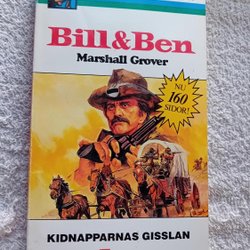 Bill & Ben
Marshall Grover
NU
160
SIDOR!
KIDNAPPARNAS GISSLAN